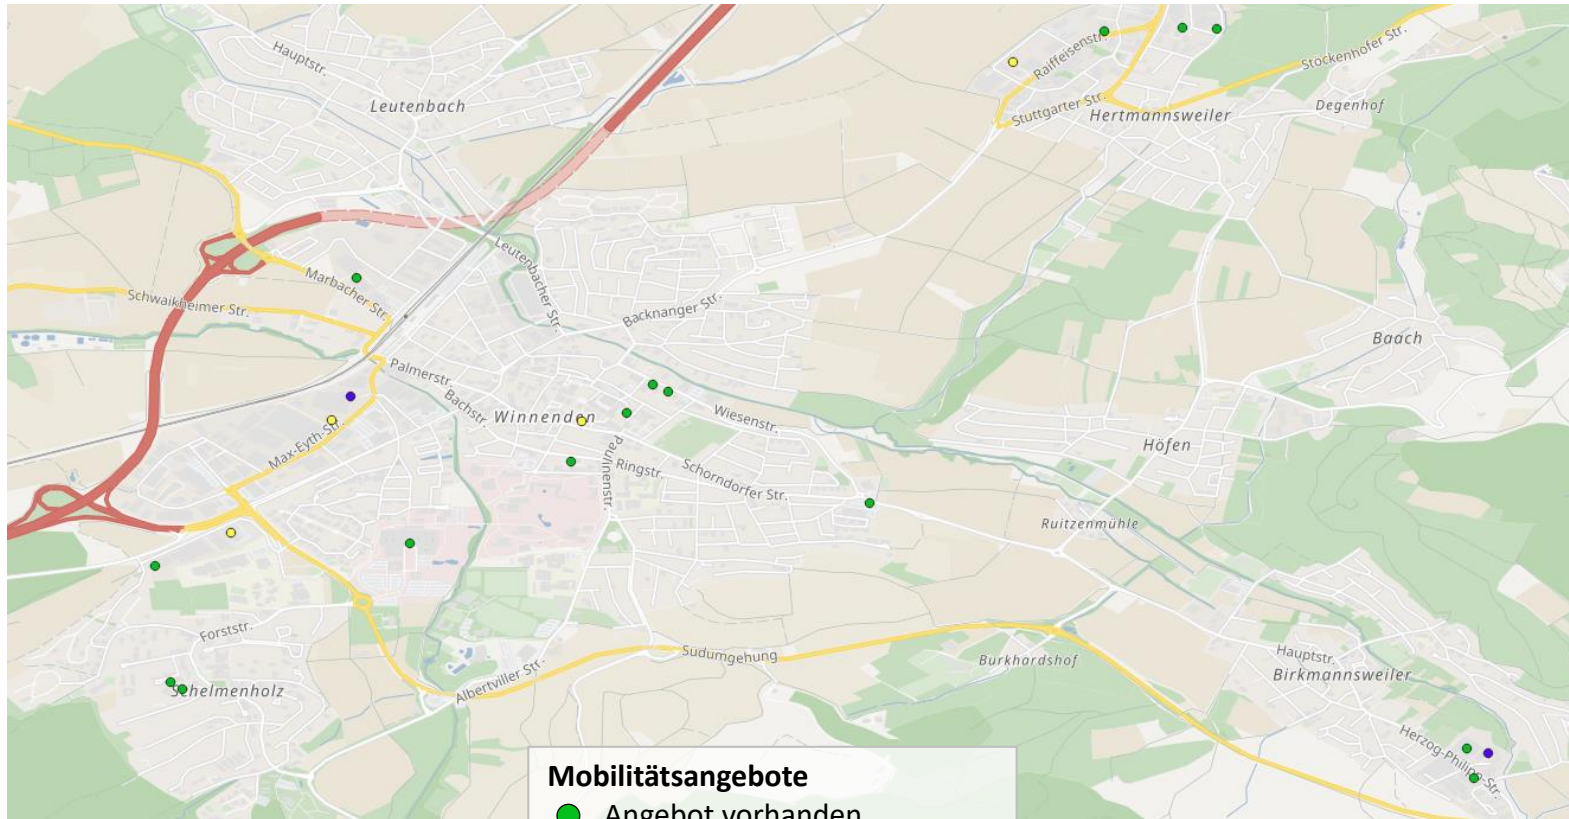 Hauptstr.
Leutenbach
Raiffeisenstr.
Stöckenhofer Str.
Stuttgarter Str.
Hertmannsweiler
Degenhof
Leutenbacher Str.
Marbacher Str.
Schwaikheimer Str.
Backnanger Str.
Baach
Palmerstr.
Bachstr.
Winnenden
Wiesenstr.
Max-Eyth-Str.
Höfen
Paulinenstr.
Ringstr.
Schorndorfer Str.
Ruitzenmühle
Forststr.
Sudumgehung
Burkhardshof
Hauptstr.
Birkmannsweiler
Albertviller Str.
Schelmenholz
Herzog-Philipp-Str.
Mobilitätsangebote
Angebot vorhanden